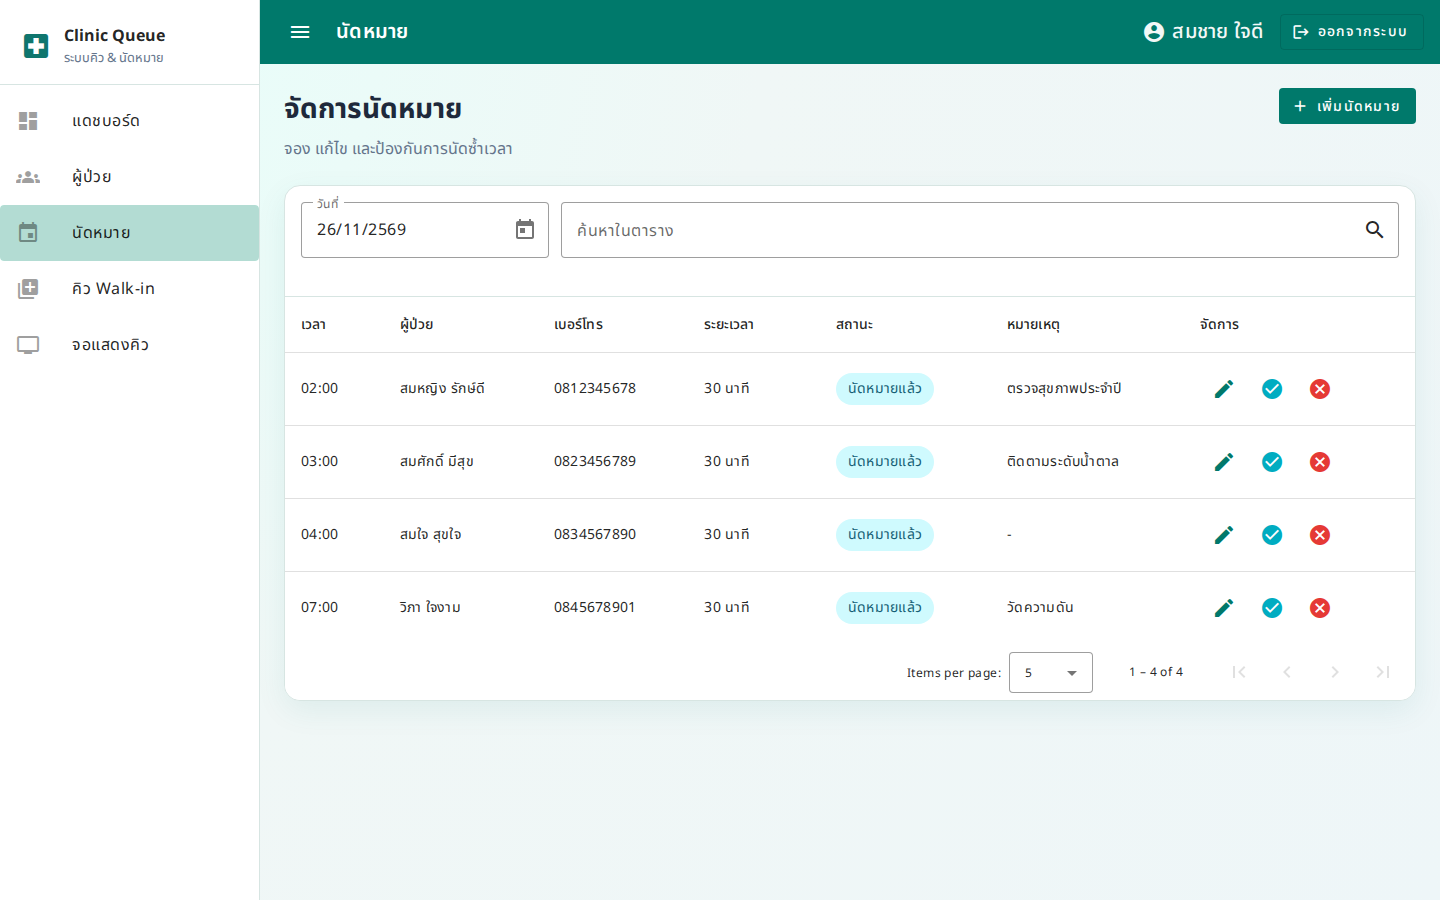 Clinic Queue
ระบบคิว & นัดหมาย
แดชบอร์ด
ผู้ป่วย
นัดหมาย
คิว Walk-in
จอแสดงคิว
นัดหมาย
สมชาย ใจดี
ออกจากระบบ
จัดการนัดหมาย
จอง แก้ไข และป้องกันการนัดซ้ำเวลา
เพิ่มนัดหมาย
วันที่
26/11/2569
ค้นหาในตาราง
เวลา ผู้ป่วย เบอร์โทร ระยะเวลา สถานะ หมายเหตุ จัดการ
02:00 สมหญิง รักษ์ดี 0812345678 30 นาที นัดหมายแล้ว ตรวจสุขภาพประจำปี
03:00 สมศักดิ์ มีสุข 0823456789 30 นาที นัดหมายแล้ว ติดตามระดับน้ำตาล
04:00 สมใจ สุขใจ 0834567890 30 นาที นัดหมายแล้ว -
07:00 วิภา ใจงาม 0845678901 30 นาที นัดหมายแล้ว วัดความดัน
Items per page: 5 1 – 4 of 4